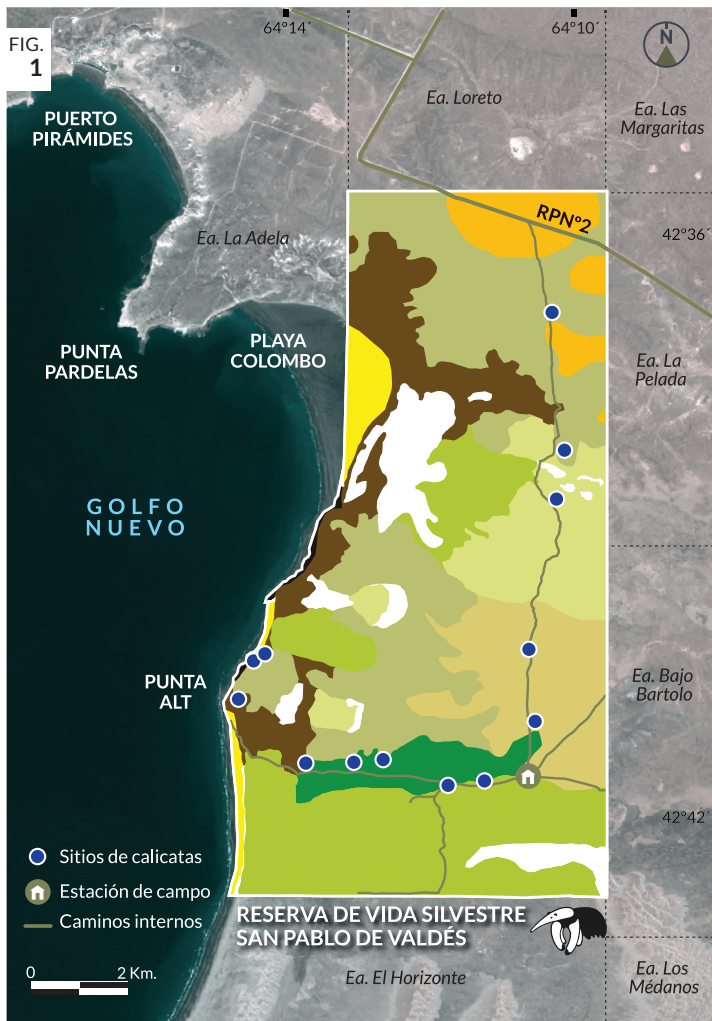 FIG.
1
64°14´
64°10´
N
Ea. Loreto
Ea. Las
Margaritas
PUERTO
PIRÁMIDES
RPNº2
42°36´
Ea. La Adela
PUNTA
PARDELAS
PLAYA
COLOMBO
Ea. La
Pelada
GOLFO
NUEVO
PUNTA
ALT
Ea. Bajo
Bartolo
42°42´
Sitios de calicatas
Estación de campo
Caminos internos
0
2 Km.
RESERVA DE VIDA SILVESTRE
SAN PABLO DE VALDÉS
Ea. El Horizonte
Ea. Los
Médanos